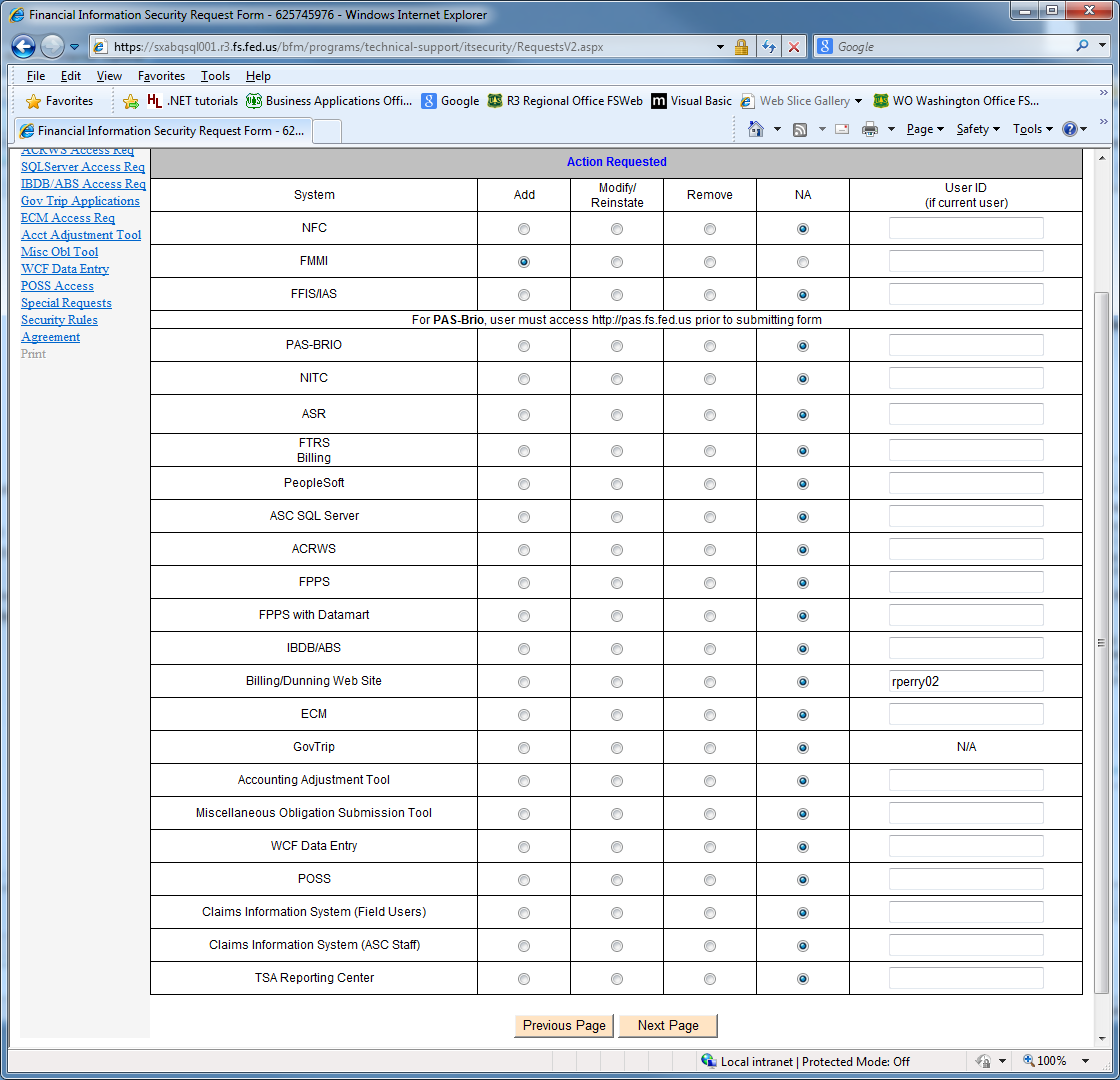 Financial Information Security Request Form - 625745976 - Windows Internet Explorer
https://sxabqsql001.r3.fs.fed.us/bfm/programs/technical-support/itsecurity/RequestsV2.aspx
Google
File Edit View Favorites Tools Help
Favorites HL .NET tutorials Business Applications Offi... Google R3 Regional Office FSWeb m Visual Basic Web Slice Gallery WO Washington Office FS...
Financial Information Security Request Form - 62...
Page Safety Tools
ACRWS Access Req
SQLServer Access Req
IBDB/ABS Access Req
Gov Trip Applications
ECM Access Req
Acct Adjustment Tool
Misc Obl Tool
WCF Data Entry
POSS Access
Special Requests
Security Rules
Agreement
Print
Action Requested
System Add Modify/ Reinstate Remove NA User ID (if current user)
NFC
FMMI
FFIS/IAS
For PAS-Brio, user must access http://pas.fs.fed.us prior to submitting form
PAS-BRIO
NITC
ASR
FTRS
Billing
PeopleSoft
ASC SQL Server
ACRWS
FPPS
FPPS with Datamart
IBDB/ABS
Billing/Dunning Web Site rperry02
ECM
GovTrip N/A
Accounting Adjustment Tool
Miscellaneous Obligation Submission Tool
WCF Data Entry
POSS
Claims Information System (Field Users)
Claims Information System (ASC Staff)
TSA Reporting Center
Previous Page Next Page
Local intranet | Protected Mode: Off 100%